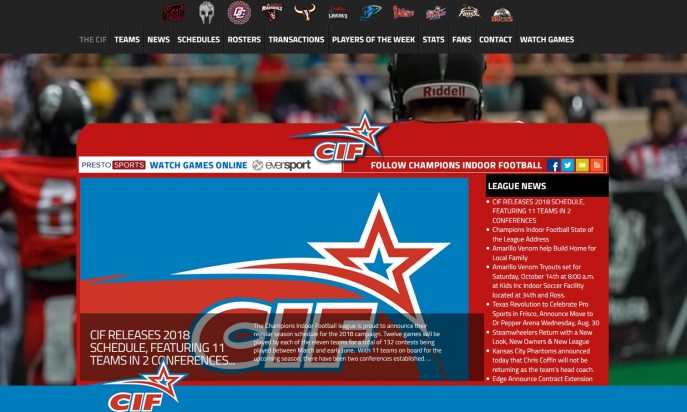 THE CIF TEAMS NEWS SCHEDULES ROSTERS TRANSACTIONS PLAYERS OF THE WEEK STATS FANS CONTACT WATCH GAMES
Riddell
CIF
PRESTO SPORTS WATCH GAMES ONLINE eversport
FOLLOW CHAMPIONS INDOOR FOOTBALL
CIF
CIF RELEASES 2018
SCHEDULE, FEATURING 11
TEAMS IN 2 CONFERENCES...
The Champions Indoor Football league is proud to announce their
regular season schedule for the 2018 campaign. Twelve games will be
played by each of the eleven teams for a total of 132 contests being
played between March and early June. With 11 teams on board for the
upcoming season, there have been two conferences established. ...
LEAGUE NEWS
CIF RELEASES 2018 SCHEDULE,
FEATURING 11 TEAMS IN 2
CONFERENCES
Champions Indoor Football State of
the League Address
Amarillo Venom help Build Home for
Local Family
Amarillo Venom Tryouts set for
Saturday, October 14th at 8:00 a.m.
at Kids Inc Indoor Soccer Facility
located at 34th and Ross.
Texas Revolution to Celebrate Pro
Sports in Frisco, Announce Move to
Dr Pepper Arena Wednesday, Aug. 30
Steamwheelers Return with a New
Look, New Owners & New League
Kansas City Phantoms announced
today that Chris Coffin will not be
returning as the team's head coach.
Edge Announce Contract Extension
CIF